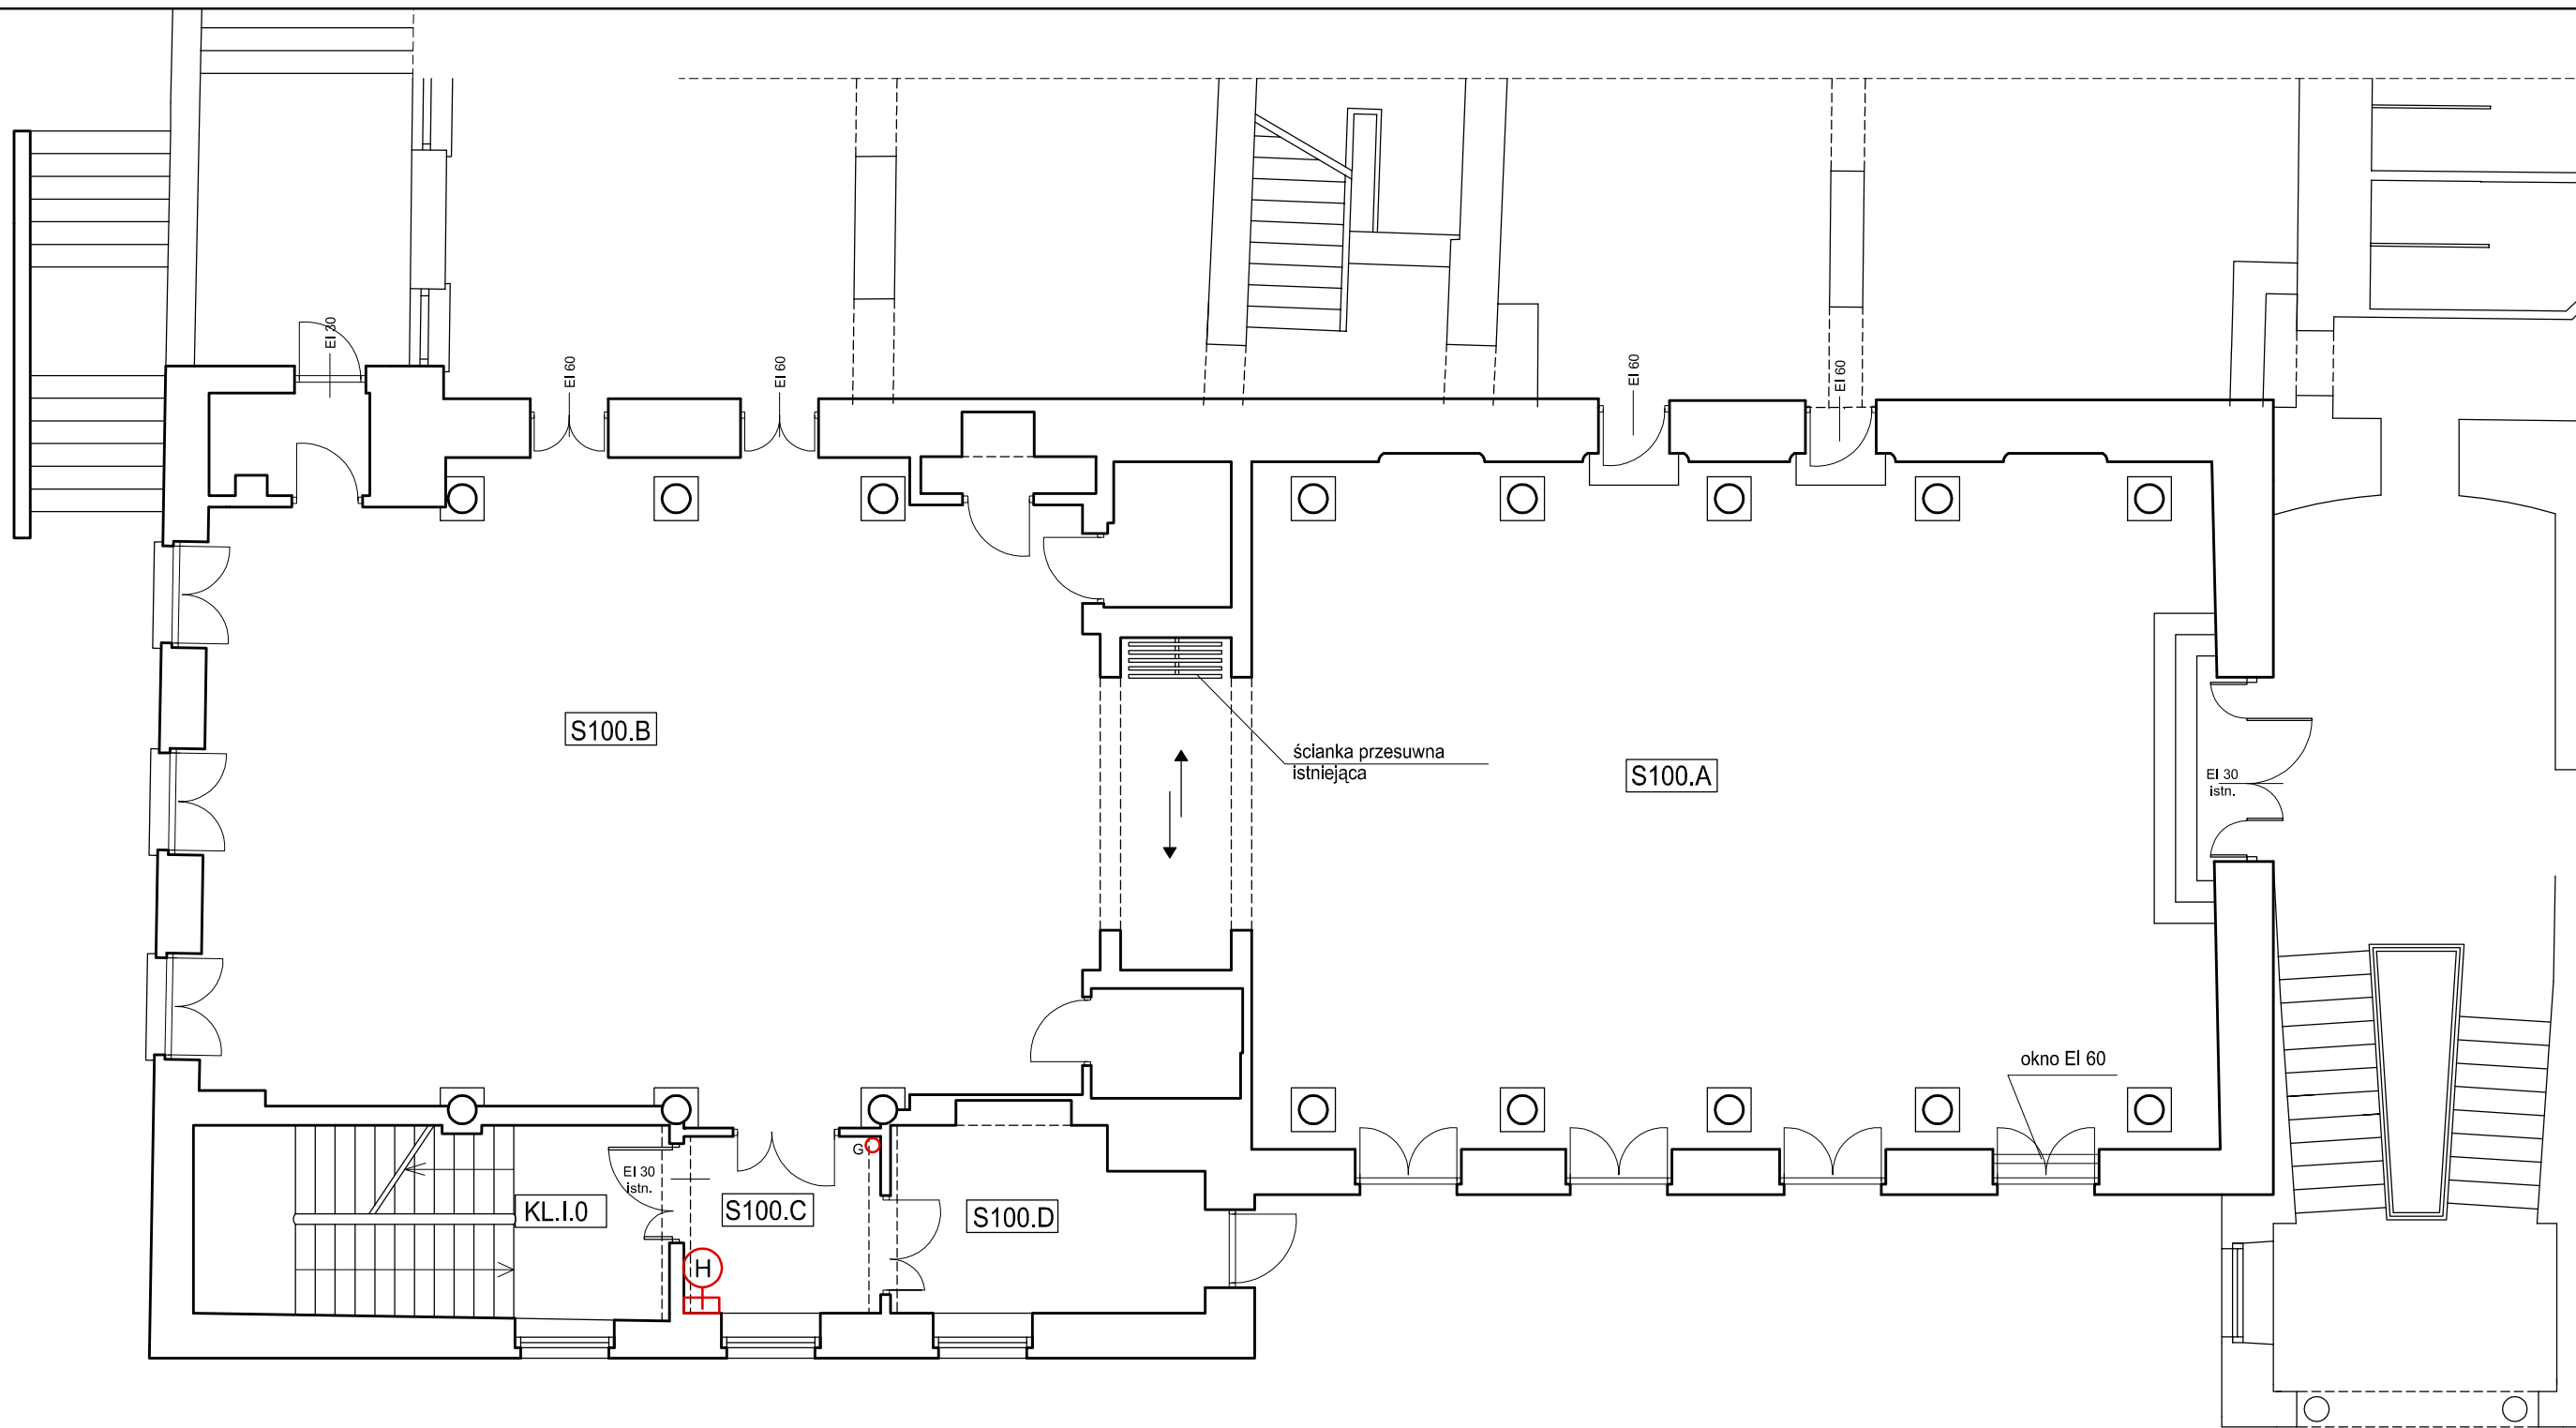 EI 30
EI 60
EI 60
EI 60
EI 60
S100.B
ścianka przesuwna
istniejąca
S100.A
EI 30
istn.
okno EI 60
G
EI 30
istn.
KL.I.0
S100.C
S100.D
H